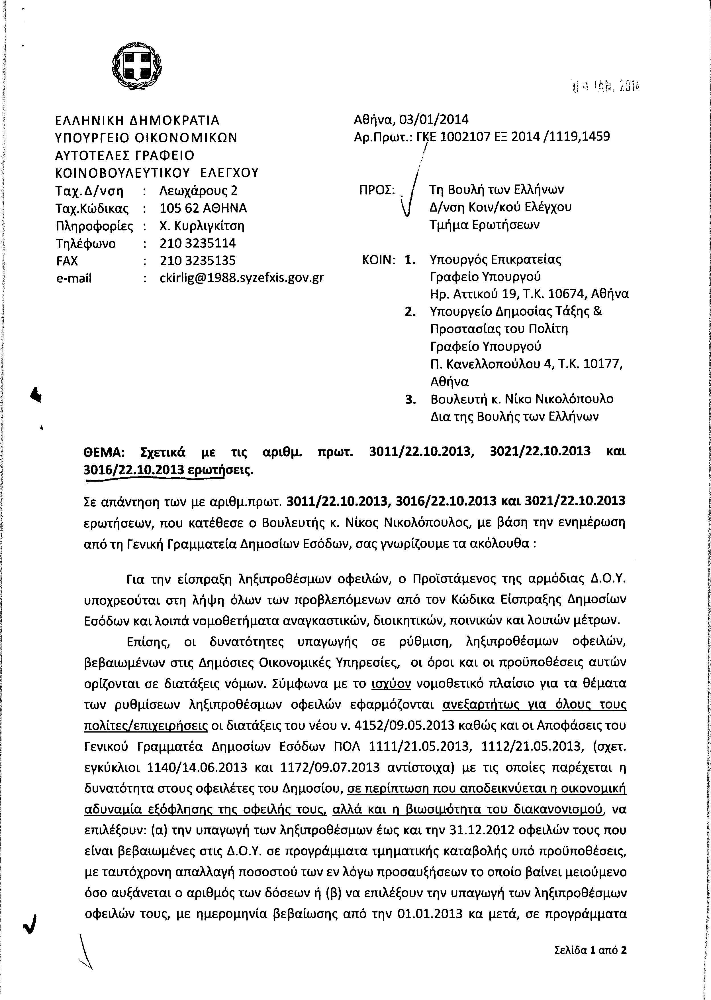 ΙΑΝ. 2014
ΕΛΛΗΝΙΚΗ ΔΗΜΟΚΡΑΤΙΑ
ΥΠΟΥΡΓΕΙΟ ΟΙΚΟΝΟΜΙΚΩΝ
ΑΥΤΟΤΕΛΕΣ ΓΡΑΦΕΙΟ
ΚΟΙΝΟΒΟΥΛΕΥΤΙΚΟΥ ΕΛΕΓΧΟΥ
Ταχ.Δ/νση : Λεωχάρους 2
Ταχ.Κώδικας : 105 62 ΑΘΗΝΑ
Πληροφορίες : Χ. Κυρλιγκίτση
Τηλέφωνο : 210 3235114
FAX : 210 3235135
e-mail : ckirlig@1988.syzefxis.gov.gr
Αθήνα, 03/01/2014
Αρ.Πρωτ.: ΓΚΕ 1002107 ΕΞ 2014 /1119,1459
ΠΡΟΣ: Τη Βουλή των Ελλήνων
Δ/νση Κοιν/κού Ελέγχου
Τμήμα Ερωτήσεων
ΚΟΙΝ: 1. Υπουργός Επικρατείας
Γραφείο Υπουργού
Ηρ. Αττικού 19, Τ.Κ. 10674, Αθήνα
2. Υπουργείο Δημοσίας Τάξης &
Προστασίας του Πολίτη
Γραφείο Υπουργού
Π. Κανελλοπούλου 4, Τ.Κ. 10177,
Αθήνα
3. Βουλευτή κ. Νίκο Νικολόπουλο
Δια της Βουλής των Ελλήνων
ΘΕΜΑ: Σχετικά με τις αριθμ. πρωτ. 3011/22.10.2013, 3021/22.10.2013 και
3016/22.10.2013 ερωτήσεις.
Σε απάντηση των με αριθμ.πρωτ. 3011/22.10.2013, 3016/22.10.2013 και 3021/22.10.2013
ερωτήσεων, που κατέθεσε ο Βουλευτής κ. Νίκος Νικολόπουλος, με βάση την ενημέρωση
από τη Γενική Γραμματεία Δημοσίων Εσόδων, σας γνωρίζουμε τα ακόλουθα :
Για την είσπραξη ληξιπροθέσμων οφειλών, ο Προϊστάμενος της αρμόδιας Δ.Ο.Υ.
υποχρεούται στη λήψη όλων των προβλεπόμενων από τον Κώδικα Είσπραξης Δημοσίων
Εσόδων και λοιπά νομοθετήματα αναγκαστικών, διοικητικών, ποινικών και λοιπών μέτρων.
Επίσης, οι δυνατότητες υπαγωγής σε ρύθμιση, ληξιπροθέσμων οφειλών,
βεβαιωμένων στις Δημόσιες Οικονομικές Υπηρεσίες, οι όροι και οι προϋποθέσεις αυτών
ορίζονται σε διατάξεις νόμων. Σύμφωνα με το ισχύον νομοθετικό πλαίσιο για τα θέματα
των ρυθμίσεων ληξιπροθέσμων οφειλών εφαρμόζονται ανεξαρτήτως για όλους τους
πολίτες/επιχειρήσεις οι διατάξεις του νέου ν. 4152/09.05.2013 καθώς και οι Αποφάσεις του
Γενικού Γραμματέα Δημοσίων Εσόδων ΠΟΛ 1111/21.05.2013, 1112/21.05.2013, (σχετ.
εγκύκλιοι 1140/14.06.2013 και 1172/09.07.2013 αντίστοιχα) με τις οποίες παρέχεται η
δυνατότητα στους οφειλέτες του Δημοσίου, σε περίπτωση που αποδεικνύεται η οικονομική
αδυναμία εξόφλησης της οφειλής τους, αλλά και η βιωσιμότητα του διακανονισμού, να
επιλέξουν: (α) την υπαγωγή των ληξιπροθέσμων έως και την 31.12.2012 οφειλών τους που
είναι βεβαιωμένες στις Δ.Ο.Υ. σε προγράμματα τμηματικής καταβολής υπό προϋποθέσεις,
με ταυτόχρονη απαλλαγή ποσοστού των εν λόγω προσαυξήσεων το οποίο βαίνει μειούμενο
όσο αυξάνεται ο αριθμός των δόσεων ή (β) να επιλέξουν την υπαγωγή των ληξιπροθέσμων
οφειλών τους, με ημερομηνία βεβαίωσης από την 01.01.2013 κα μετά, σε προγράμματα
Σελίδα 1 από 2